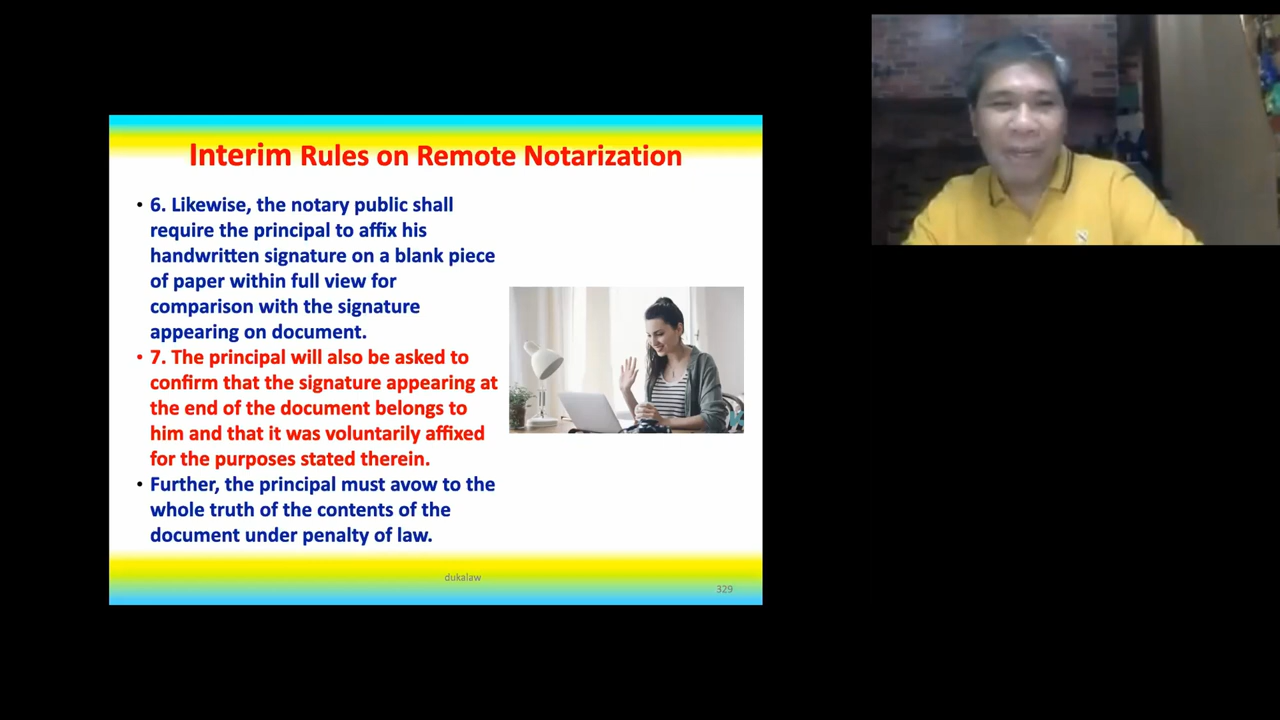 Interim Rules on Remote Notarization
• 6. Likewise, the notary public shall
require the principal to affix his
handwritten signature on a blank piece
of paper within full view for
comparison with the signature
appearing on document.
• 7. The principal will also be asked to
confirm that the signature appearing at
the end of the document belongs to
him and that it was voluntarily affixed
for the purposes stated therein.
• Further, the principal must avow to the
whole truth of the contents of the
document under penalty of law.
dukalaw
329